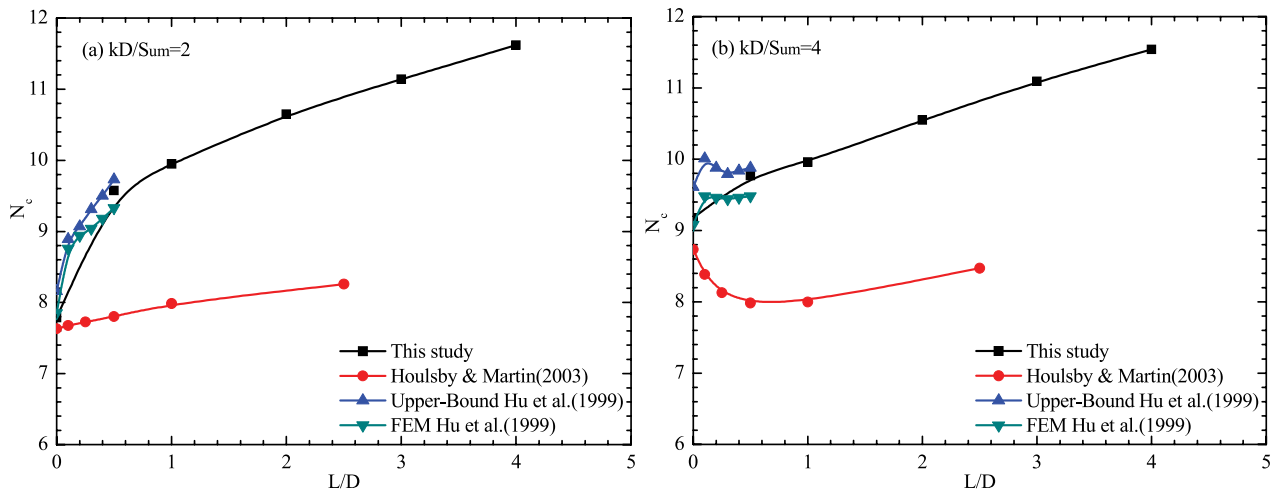 (a) kD/Sum=2
12
11
10
9
8
7
6
N_c
0 1 2 3 4 5
L/D
This study
Houlsby & Martin(2003)
Upper-Bound Hu et al.(1999)
FEM Hu et al.(1999)
(b) kD/Sum=4
12
11
10
9
8
7
6
N_c
0 1 2 3 4 5
L/D
This study
Houlsby & Martin(2003)
Upper-Bound Hu et al.(1999)
FEM Hu et al.(1999)